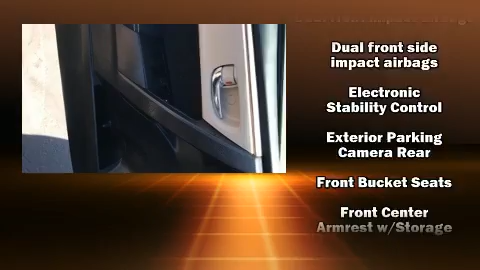 Dual front side
impact airbags
Electronic
Stability Control
Exterior Parking
Camera Rear
Front Bucket Seats
Front Center
Armrest w/Storage